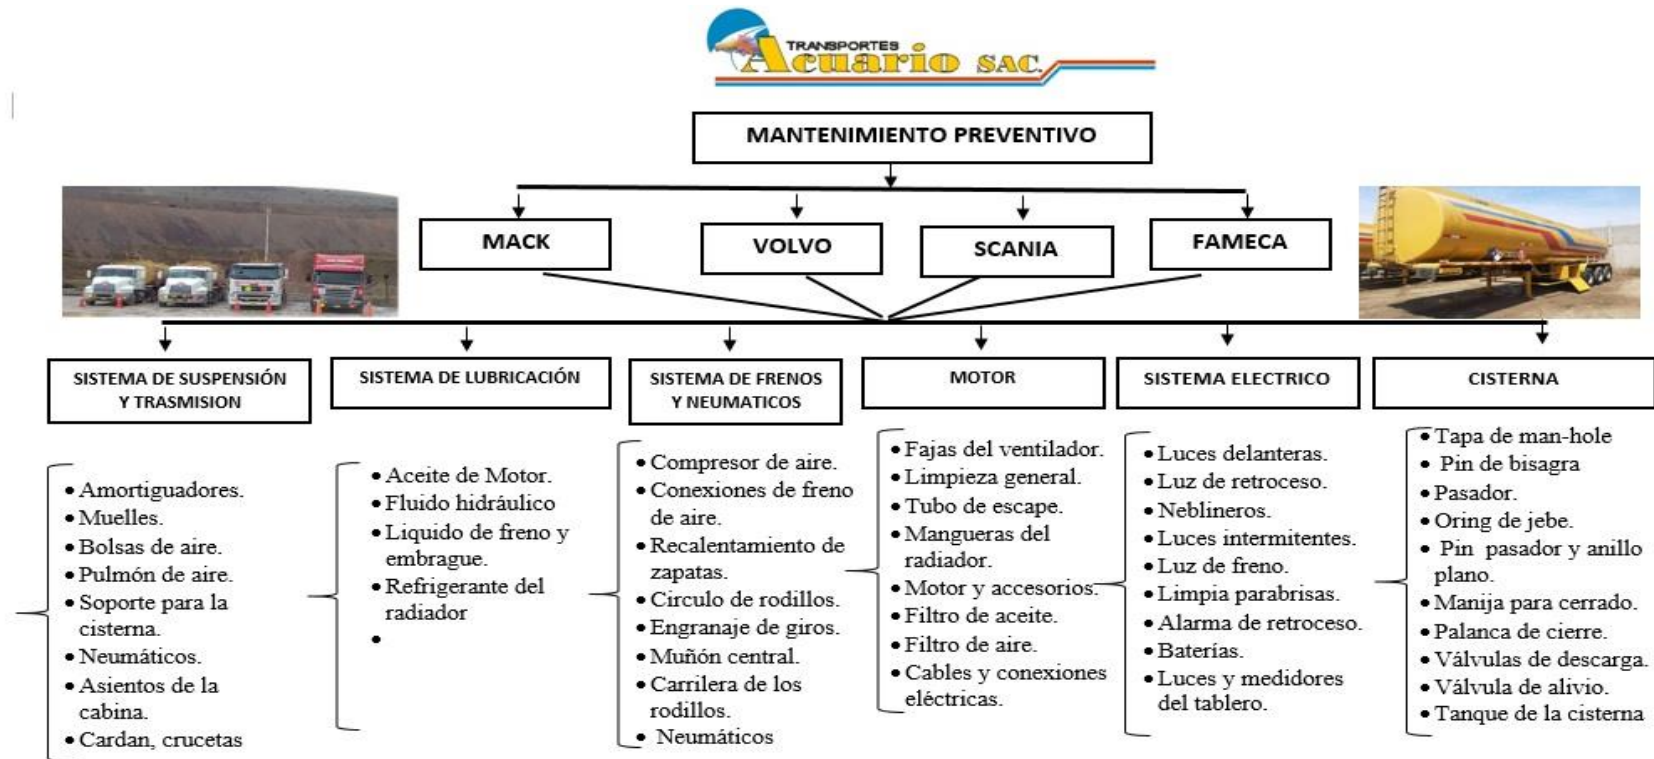 TRANSPORTES
Acuario SAC.
MANTENIMIENTO PREVENTIVO
MACK
VOLVO
SCANIA
FAMECA
SISTEMA DE SUSPENSIÓN
Y TRASMISION
• Amortiguadores.
• Muelles.
• Bolsas de aire.
• Pulmón de aire.
• Soporte para la
cisterna.
• Neumáticos.
• Asientos de la
cabina.
• Cardan, crucetas
SISTEMA DE LUBRICACIÓN
• Aceite de Motor.
• Fluido hidráulico
• Liquido de freno y
embrague.
• Refrigerante del
radiador
•
SISTEMA DE FRENOS
Y NEUMATICOS
• Compresor de aire.
• Conexiones de freno
de aire.
• Recalentamiento de
zapatas.
• Circulo de rodillos.
• Engranaje de giros.
• Muñón central.
• Carrilera de los
rodillos.
• Neumáticos
MOTOR
• Fajas del ventilador.
• Limpieza general.
• Tubo de escape.
• Mangueras del
radiador.
• Motor y accesorios.
• Filtro de aceite.
• Filtro de aire.
• Cables y conexiones
eléctricas.
SISTEMA ELECTRICO
• Luces delanteras.
• Luz de retroceso.
• Neblineros.
• Luces intermitentes.
• Luz de freno.
• Limpia parabrisas.
• Alarma de retroceso.
• Baterías.
• Luces y medidores
del tablero.
CISTERNA
• Tapa de man-hole
• Pin de bisagra
• Pasador.
• Oring de jebe.
• Pin pasador y anillo
plano.
• Manija para cerrado.
• Palanca de cierre.
• Válvulas de descarga.
• Válvula de alivio.
• Tanque de la cisterna